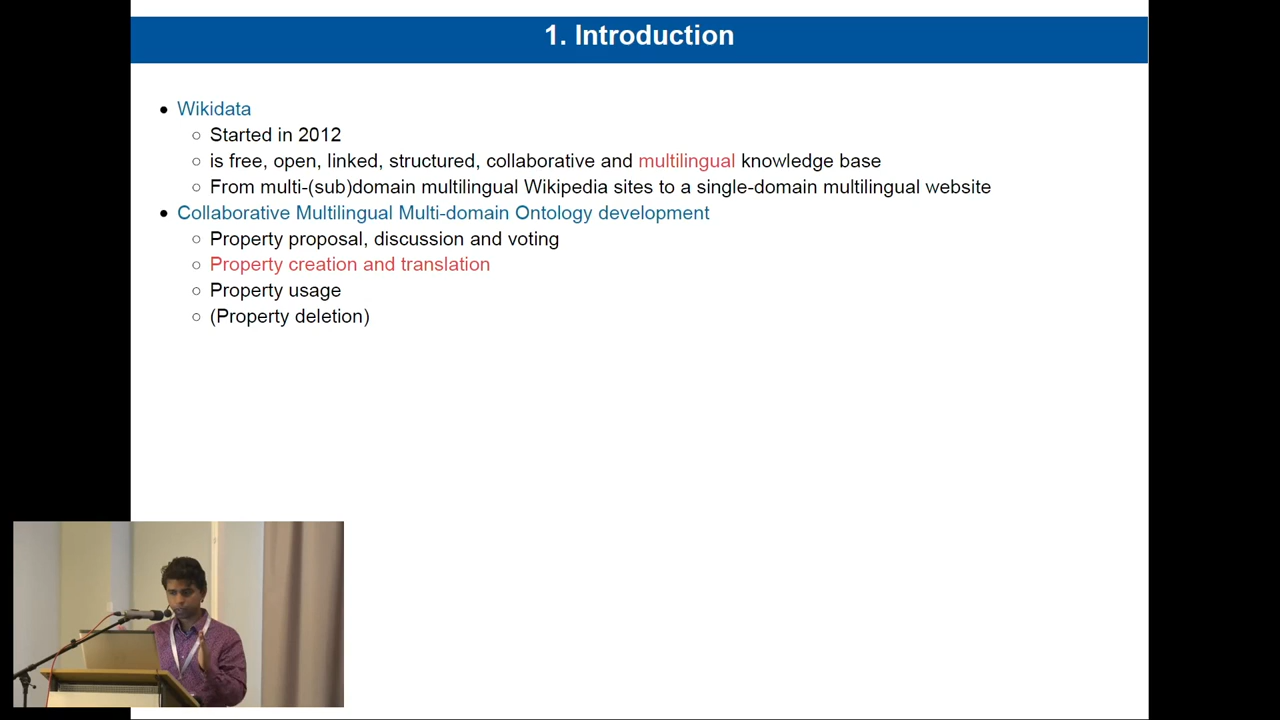 1. Introduction
Wikidata
Started in 2012
is free, open, linked, structured, collaborative and multilingual knowledge base
From multi-(sub)domain multilingual Wikipedia sites to a single-domain multilingual website
Collaborative Multilingual Multi-domain Ontology development
Property proposal, discussion and voting
Property creation and translation
Property usage
(Property deletion)